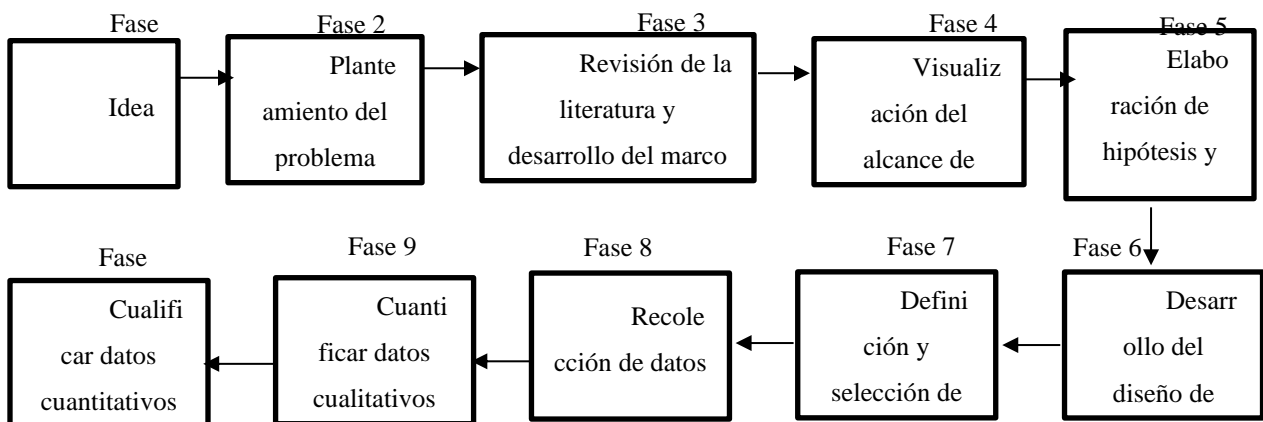 Fase
Idea
Fase 2
Plante
amiento del
problema
Fase 3
Revisión de la
literatura y
desarrollo del marco
Fase 4
Visualiz
ación del
alcance de
Fase 5
Elabo
ración de
hipótesis y
Fase 6
Desarr
ollo del
diseño de
Fase 7
Defini
ción y
selección de
Fase 8
Recole
cción de datos
Fase 9
Cuanti
ficar datos
cualitativos
Fase
Cualifi
car datos
cuantitativos